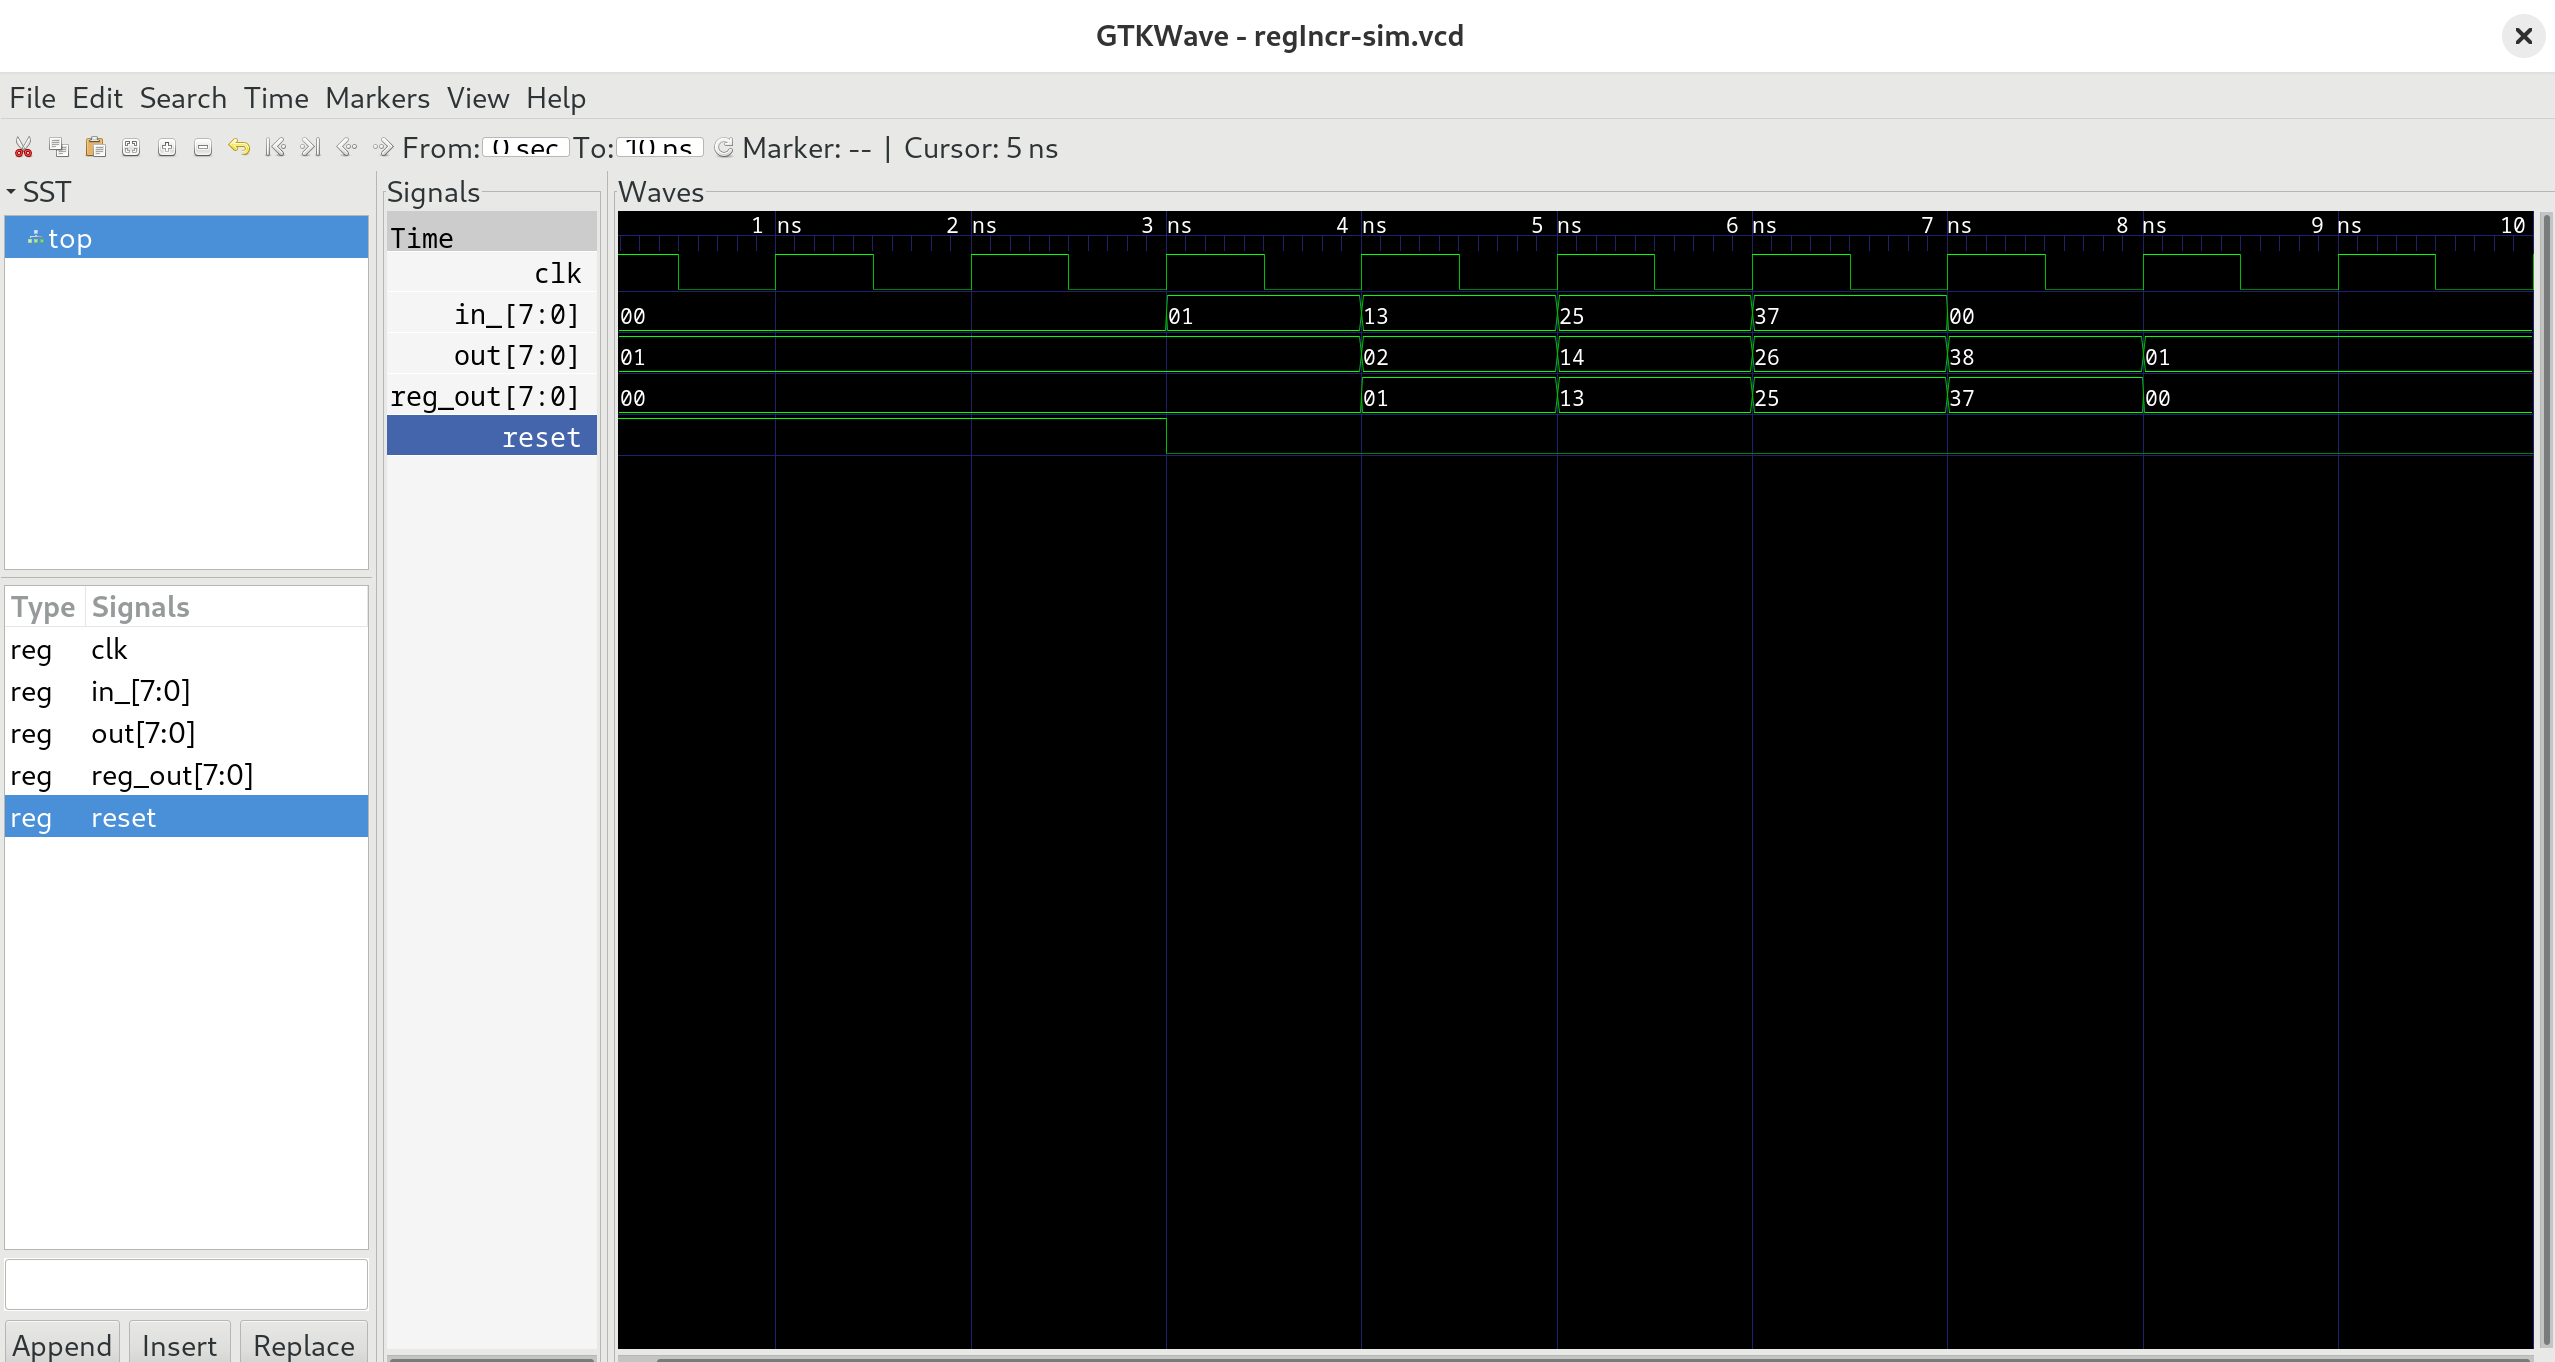 GTKWave - regIncr-sim.vcd
File Edit Search Time Markers View Help
From: 0 sec To: 10 ns Marker: -- | Cursor: 5 ns
SST
top
Type Signals
reg clk
reg in_[7:0]
reg out[7:0]
reg reg_out[7:0]
reg reset
Append Insert Replace
Signals
Time
clk
in_[7:0]
out[7:0]
reg_out[7:0]
reset
Waves
1 ns 2 ns 3 ns 4 ns 5 ns 6 ns 7 ns 8 ns 9 ns 10
00 01 13 25 37 00
01 02 14 26 38 01
00 01 13 25 37 00